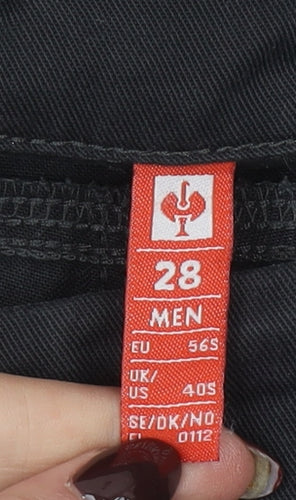 28
MEN
EU 56S
UK/
US 40S
SE/DK/NO
0112